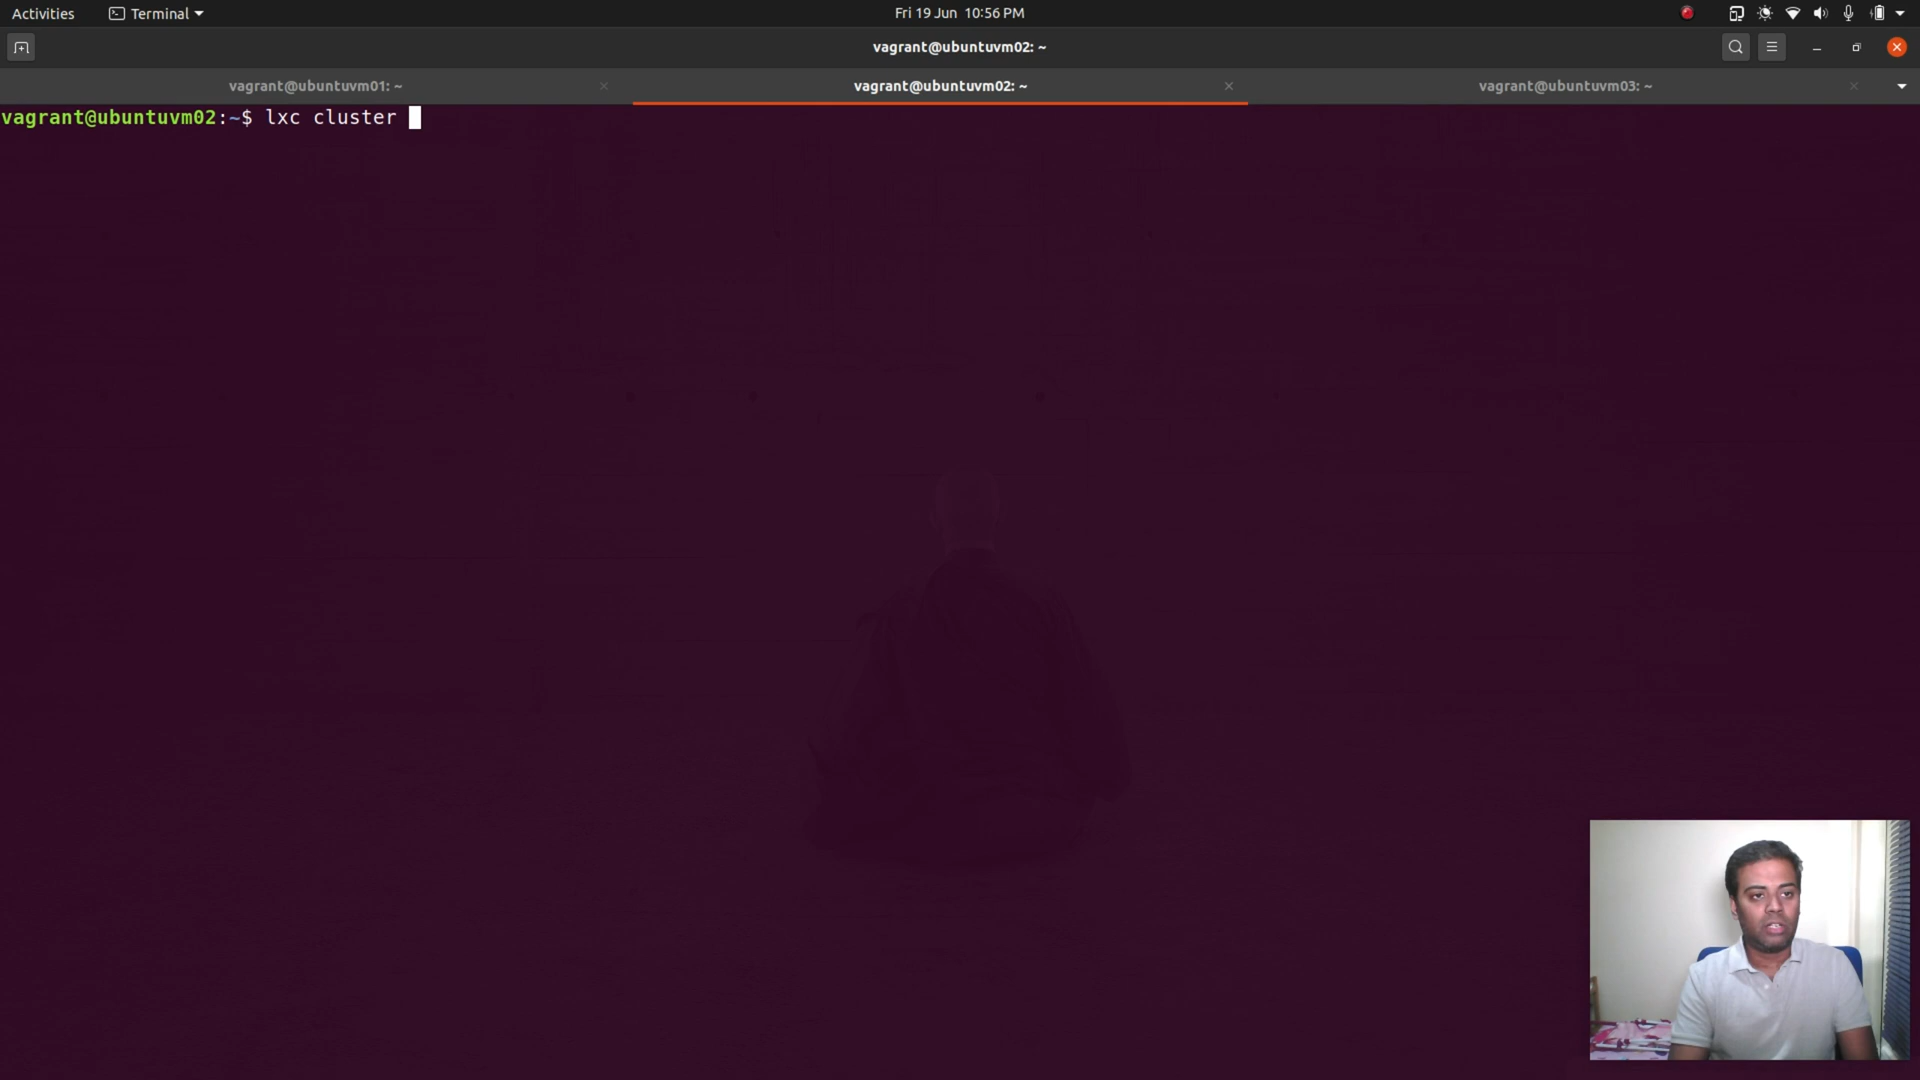 Activities
Terminal
Fri 19 Jun 10:56 PM
vagrant@ubuntuvm02: ~
vagrant@ubuntuvm01: ~
vagrant@ubuntuvm02: ~
vagrant@ubuntuvm03: ~
vagrant@ubuntuvm02:~$ lxc cluster